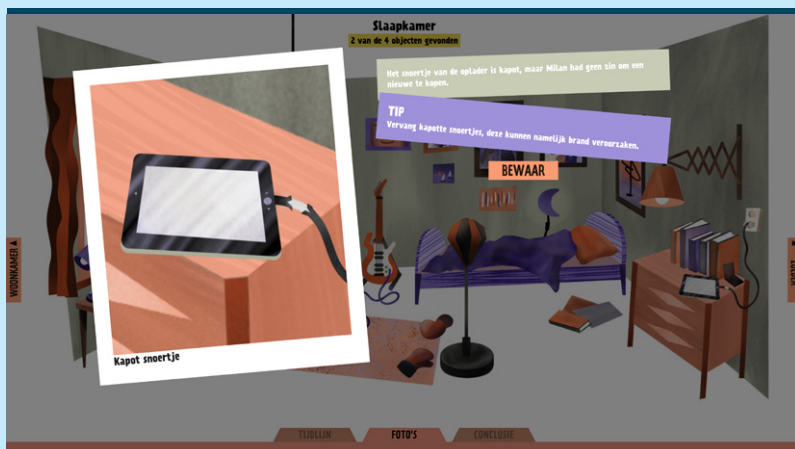 Slaapkamer
2 van de 4 objecten gevonden
Het snoertje van de oplader is kapot, maar Milan had geen zin om een
nieuwe te kopen.
TIP
Vervang kapotte snoertjes, deze kunnen namelijk brand veroorzaken.
BEWAAR
WOONKAMER
Kapot snoertje
TIJDLIJN
FOTO'S
CONCLUSIE